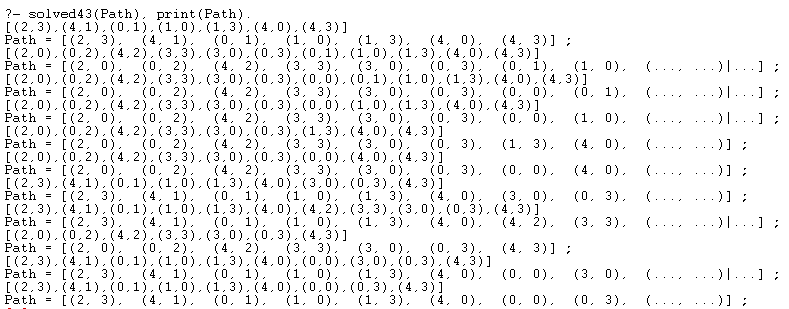 ?- solved43(Path), print(Path).
[(2,3),(4,1),(0,1),(1,0),(1,3),(4,0),(4,3)]
Path = [(2, 3), (4, 1), (0, 1), (1, 0), (1, 3), (4, 0), (4, 3)] ;
[(2,0),(0,2),(4,2),(3,3),(3,0),(0,3),(0,1),(1,0),(1,3),(4,0),(4,3)]
Path = [(2, 0), (0, 2), (4, 2), (3, 3), (3, 0), (0, 3), (0, 1), (1, 0), (..., ...)|...] ;
[(2,0),(0,2),(4,2),(3,3),(3,0),(0,3),(0,0),(0,1),(1,0),(1,3),(4,0),(4,3)]
Path = [(2, 0), (0, 2), (4, 2), (3, 3), (3, 0), (0, 3), (0, 0), (0, 1), (..., ...)|...] ;
[(2,0),(0,2),(4,2),(3,3),(3,0),(0,3),(0,0),(1,0),(1,3),(4,0),(4,3)]
Path = [(2, 0), (0, 2), (4, 2), (3, 3), (3, 0), (0, 3), (0, 0), (1, 0), (..., ...)|...] ;
[(2,0),(0,2),(4,2),(3,3),(3,0),(0,3),(1,3),(4,0),(4,3)]
Path = [(2, 0), (0, 2), (4, 2), (3, 3), (3, 0), (0, 3), (1, 3), (4, 0), (..., ...)] ;
[(2,0),(0,2),(4,2),(3,3),(3,0),(0,3),(0,0),(4,0),(4,3)]
Path = [(2, 0), (0, 2), (4, 2), (3, 3), (3, 0), (0, 3), (0, 0), (4, 0), (..., ...)] ;
[(2,3),(4,1),(0,1),(1,0),(1,3),(4,0),(3,0),(0,3),(4,3)]
Path = [(2, 3), (4, 1), (0, 1), (1, 0), (1, 3), (4, 0), (3, 0), (0, 3), (..., ...)] ;
[(2,3),(4,1),(0,1),(1,0),(1,3),(4,0),(4,2),(3,3),(3,0),(0,3),(4,3)]
Path = [(2, 3), (4, 1), (0, 1), (1, 0), (1, 3), (4, 0), (4, 2), (3, 3), (..., ...)|...] ;
[(2,0),(0,2),(4,2),(3,3),(3,0),(0,3),(4,3)]
Path = [(2, 0), (0, 2), (4, 2), (3, 3), (3, 0), (0, 3), (4, 3)] ;
[(2,3),(4,1),(0,1),(1,0),(1,3),(4,0),(0,0),(3,0),(0,3),(4,3)]
Path = [(2, 3), (4, 1), (0, 1), (1, 0), (1, 3), (4, 0), (0, 0), (3, 0), (..., ...)|...] ;
[(2,3),(4,1),(0,1),(1,0),(1,3),(4,0),(0,0),(0,3),(4,3)]
Path = [(2, 3), (4, 1), (0, 1), (1, 0), (1, 3), (4, 0), (0, 0), (0, 3), (..., ...)] ;